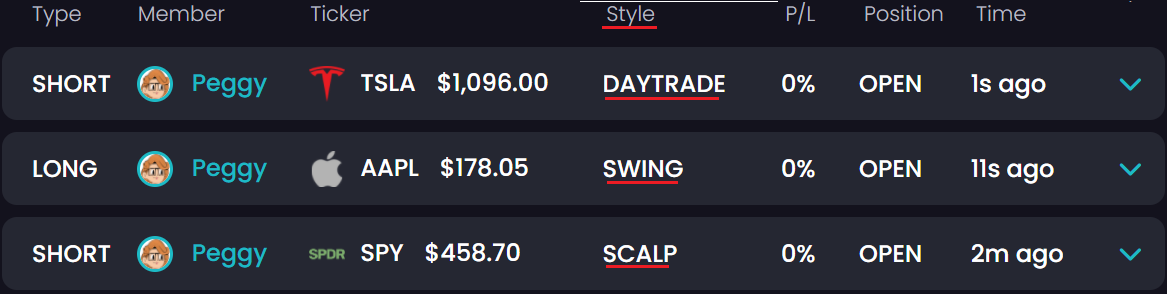 Type Member Ticker Style P/L Position Time
SHORT Peggy TSLA $1,096.00 DAYTRADE 0% OPEN 1s ago
LONG Peggy AAPL $178.05 SWING 0% OPEN 11s ago
SHORT Peggy SPDR SPY $458.70 SCALP 0% OPEN 2m ago